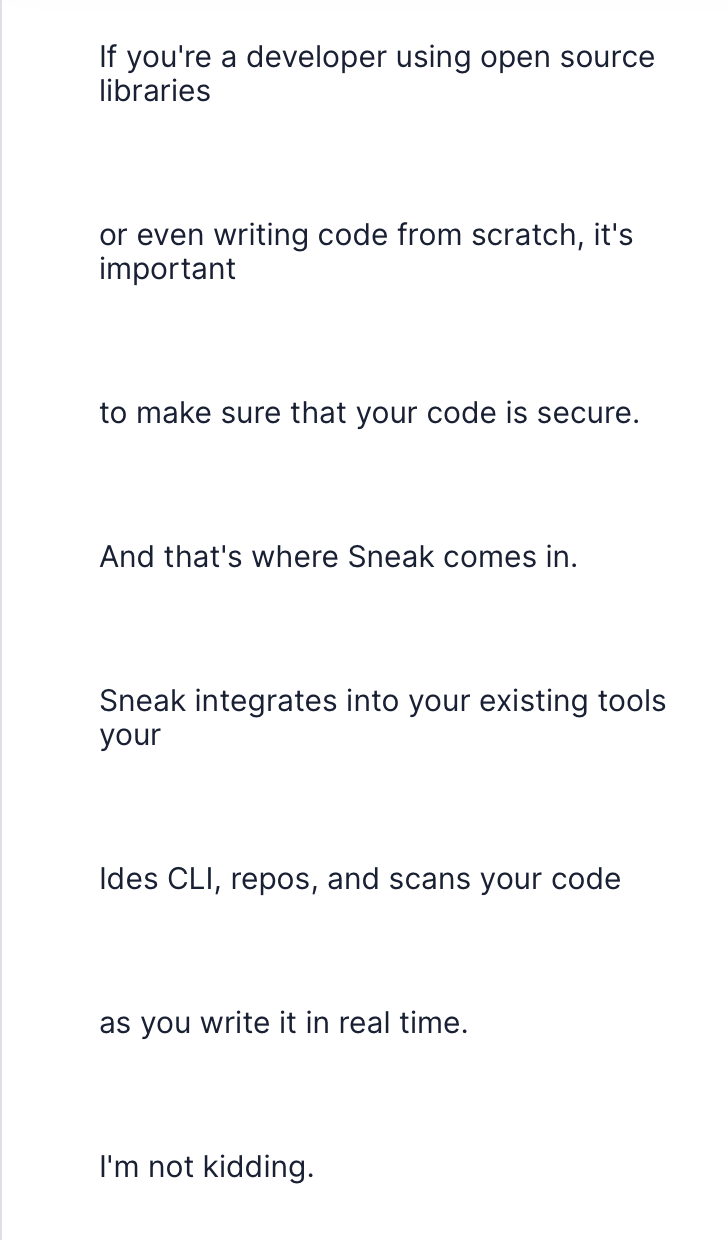 If you're a developer using open source
libraries
or even writing code from scratch, it's
important
to make sure that your code is secure.
And that's where Sneak comes in.
Sneak integrates into your existing tools
your
Ides CLI, repos, and scans your code
as you write it in real time.
I'm not kidding.